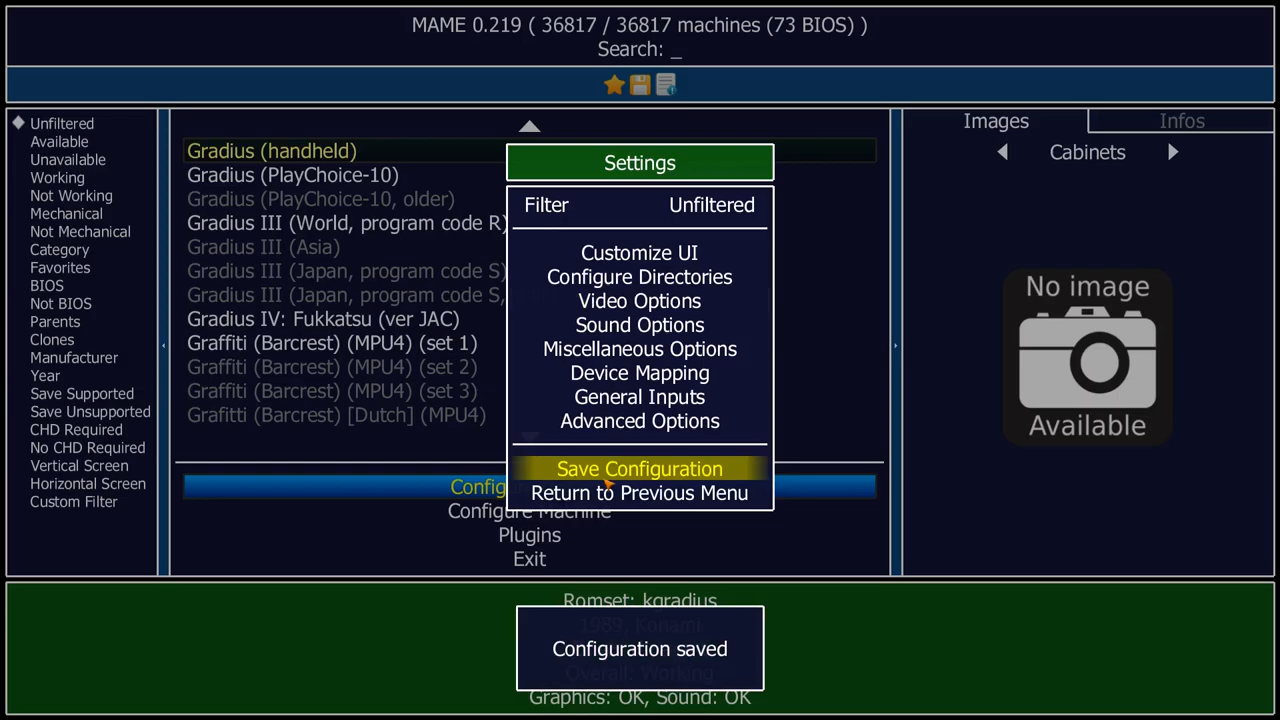 MAME 0.219 ( 36817 / 36817 machines (73 BIOS) )
Search: _
Unfiltered
Available
Unavailable
Working
Not Working
Mechanical
Not Mechanical
Category
Favorites
BIOS
Not BIOS
Parents
Clones
Manufacturer
Year
Save Supported
Save Unsupported
CHD Required
No CHD Required
Vertical Screen
Horizontal Screen
Custom Filter
Gradius (handheld)
Gradius (PlayChoice-10)
Gradius (PlayChoice-10, older)
Gradius III (World, program code R)
Gradius III (Asia)
Gradius III (Japan, program code S)
Gradius III (Japan, program code S,
Gradius IV: Fukkatsu (ver JAC)
Graffiti (Barcrest) (MPU4) (set 1)
Graffiti (Barcrest) (MPU4) (set 2)
Graffiti (Barcrest) (MPU4) (set 3)
Grafitti (Barcrest) [Dutch] (MPU4)
Config
Configure Machine
Plugins
Exit
Settings
Filter Unfiltered
Customize UI
Configure Directories
Video Options
Sound Options
Miscellaneous Options
Device Mapping
General Inputs
Advanced Options
Save Configuration
Return to Previous Menu
Images Infos
Cabinets
No image
Available
Romset: kgradius
1989, Konami
Configuration saved
Overall: Working
Graphics: OK, Sound: OK